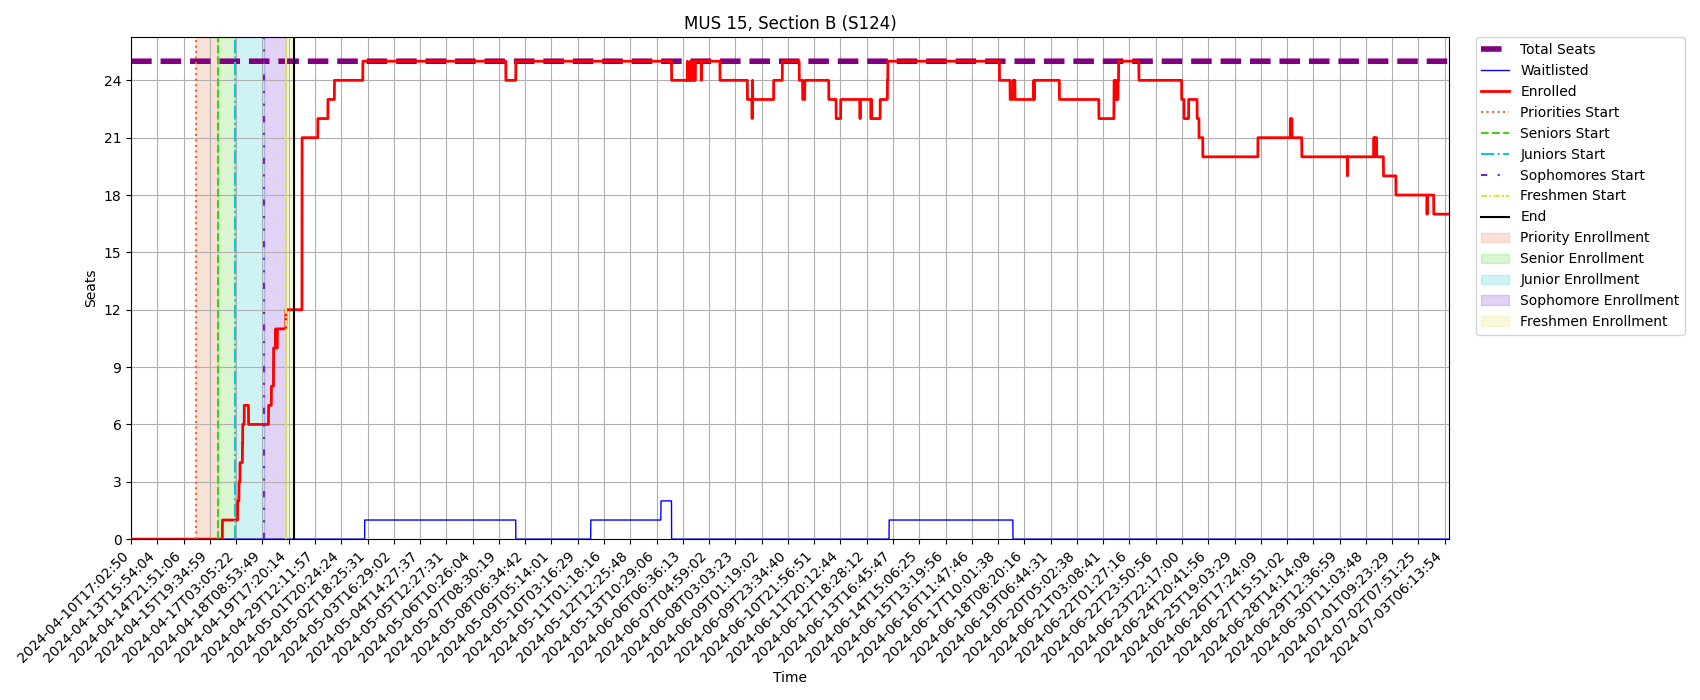 MUS 15, Section B (S124)
Total Seats
Waitlisted
Enrolled
Priorities Start
Seniors Start
Juniors Start
Sophomores Start
Freshmen Start
End
Priority Enrollment
Senior Enrollment
Junior Enrollment
Sophomore Enrollment
Freshmen Enrollment
Seats
24
21
18
15
12
9
6
3
0
2024-04-10T17:02:50
2024-04-13T15:54:04
2024-04-14T21:51:06
2024-04-15T19:34:59
2024-04-17T03:05:22
2024-04-18T08:53:49
2024-04-19T17:20:14
2024-04-29T12:11:57
2024-05-01T20:24:24
2024-05-02T18:25:31
2024-05-03T16:29:02
2024-05-04T14:27:37
2024-05-05T12:27:31
2024-05-06T10:26:04
2024-05-07T08:30:19
2024-05-08T06:34:42
2024-05-09T05:14:01
2024-05-10T03:16:29
2024-05-11T01:18:16
2024-05-12T12:25:48
2024-05-13T10:29:06
2024-06-06T06:36:13
2024-06-07T04:59:02
2024-06-08T03:03:23
2024-06-09T01:19:02
2024-06-09T23:34:40
2024-06-10T21:56:51
2024-06-11T20:12:44
2024-06-12T18:28:12
2024-06-13T16:45:47
2024-06-14T15:06:25
2024-06-15T13:19:56
2024-06-16T11:47:46
2024-06-17T10:01:38
2024-06-18T08:20:16
2024-06-19T06:44:31
2024-06-20T05:02:38
2024-06-21T03:08:41
2024-06-22T01:27:16
2024-06-22T23:50:56
2024-06-23T22:17:00
2024-06-24T20:41:56
2024-06-25T19:03:29
2024-06-26T17:24:09
2024-06-27T15:51:02
2024-06-28T14:14:08
2024-06-29T12:36:59
2024-06-30T11:03:48
2024-07-01T09:23:29
2024-07-02T07:51:25
2024-07-03T06:13:54
Time